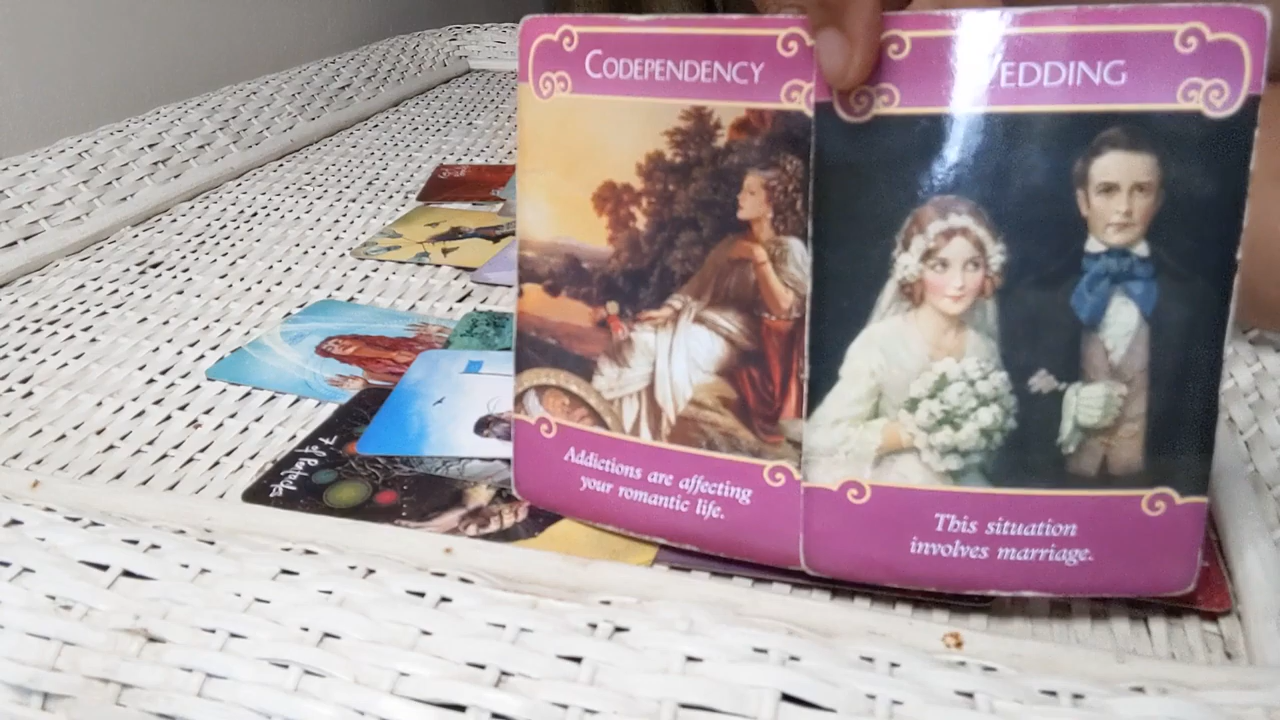 CODEPENDENCY
EDDING
Addictions are affecting
your romantic life.
This situation
involves marriage.